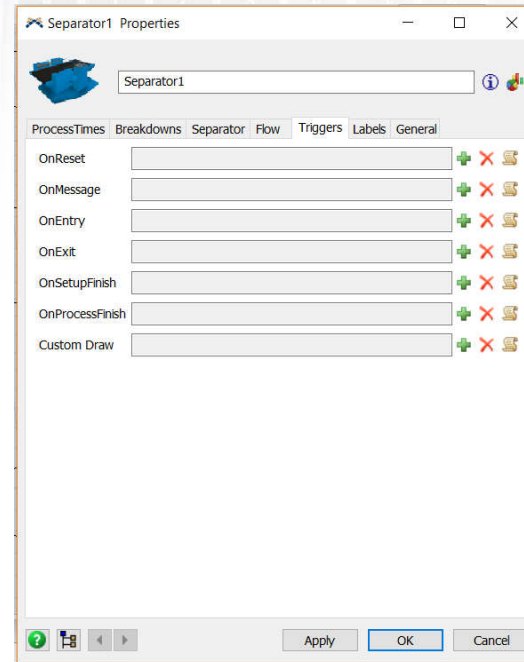 Separator1 Properties
Separator1
ProcessTimes Breakdowns Separator Flow Triggers Labels General
OnReset
OnMessage
OnEntry
OnExit
OnSetupFinish
OnProcessFinish
Custom Draw
Apply OK Cancel